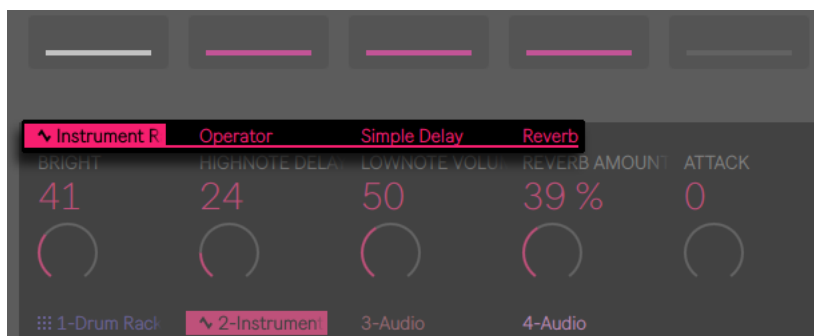 Instrument R Operator Simple Delay Reverb
BRIGHT HIGHNOTE DELA LOWNOTE VOLU REVERB AMOUNT ATTACK
41 24 50 39 % 0
1-Drum Rack 2-Instrument 3-Audio 4-Audio